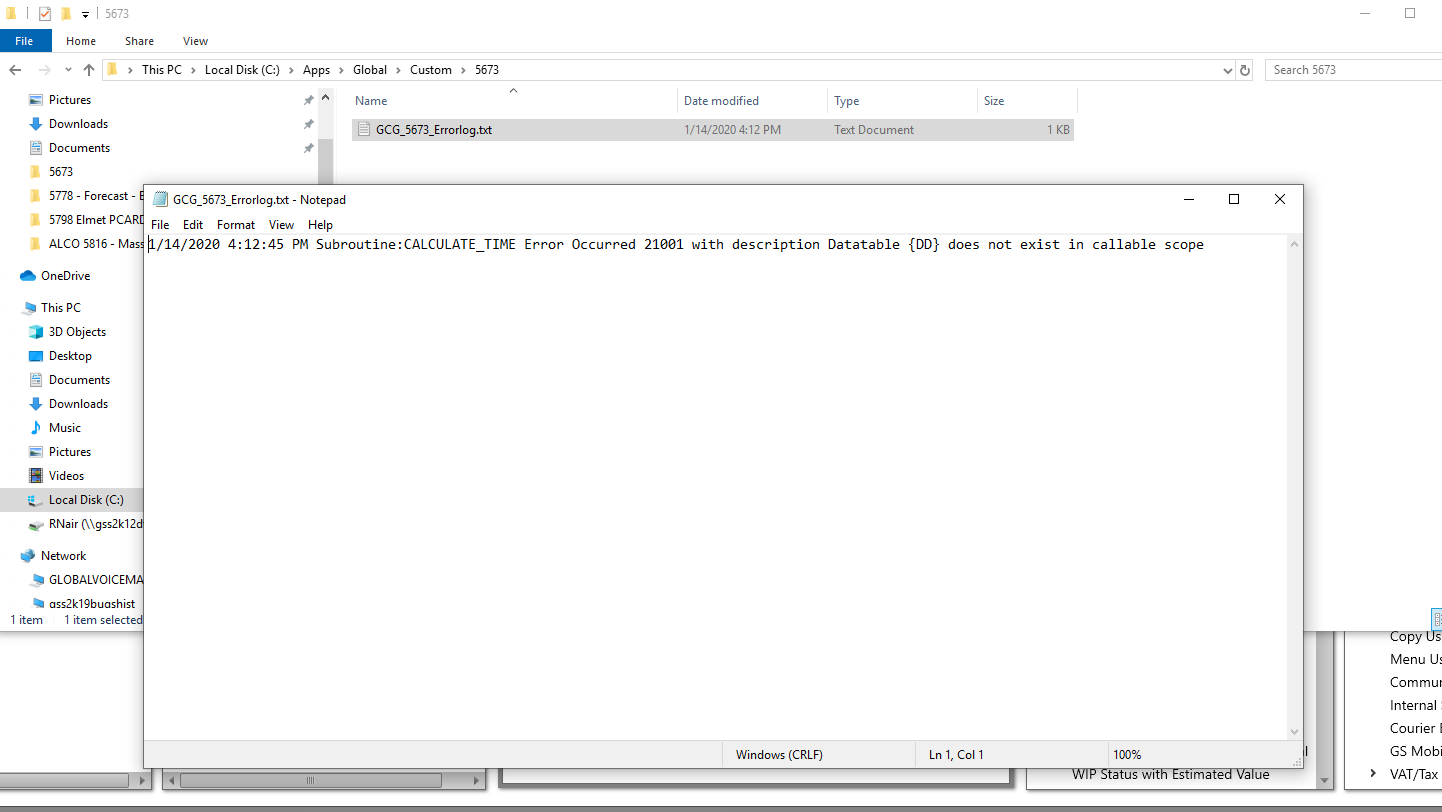 5673
File Home Share View
This PC Local Disk (C:) Apps Global Custom 5673
Search 5673
Name Date modified Type Size
GCG_5673_Errorlog.txt 1/14/2020 4:12 PM Text Document 1 KB
Pictures
Downloads
Documents
5673
5778 - Forecast -
5798 Elmet PCARD
ALCO 5816 - Mass
OneDrive
This PC
3D Objects
Desktop
Documents
Downloads
Music
Pictures
Videos
Local Disk (C:)
RNair (\\gss2k12d
Network
GLOBALVOICEMA
gss2k19bugshist
1 item 1 item selected
GCG_5673_Errorlog.txt - Notepad
File Edit Format View Help
1/14/2020 4:12:45 PM Subroutine:CALCULATE_TIME Error Occurred 21001 with description Datatable {DD} does not exist in callable scope
Windows (CRLF) Ln 1, Col 1 100%
WIP Status with Estimated Value
Copy Us
Menu Us
Commun
Internal
Courier
GS Mobi
VAT/Tax